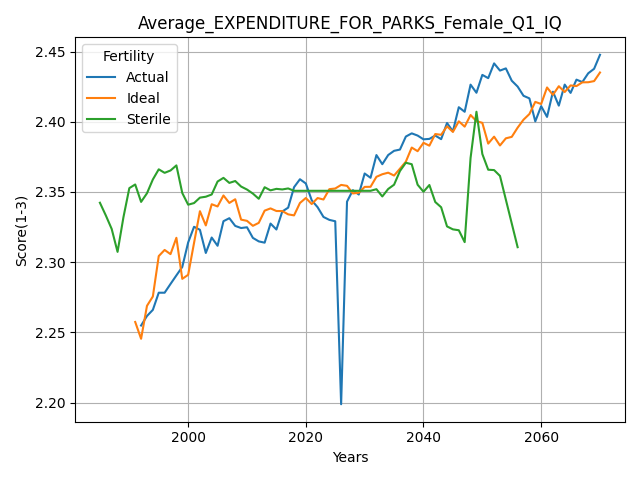 Average_EXPENDITURE_FOR_PARKS_Female_Q1_IQ
Fertility
Actual
Ideal
Sterile
Score(1-3)
2.45
2.40
2.35
2.30
2.25
2.20
2000
2020
2040
2060
Years